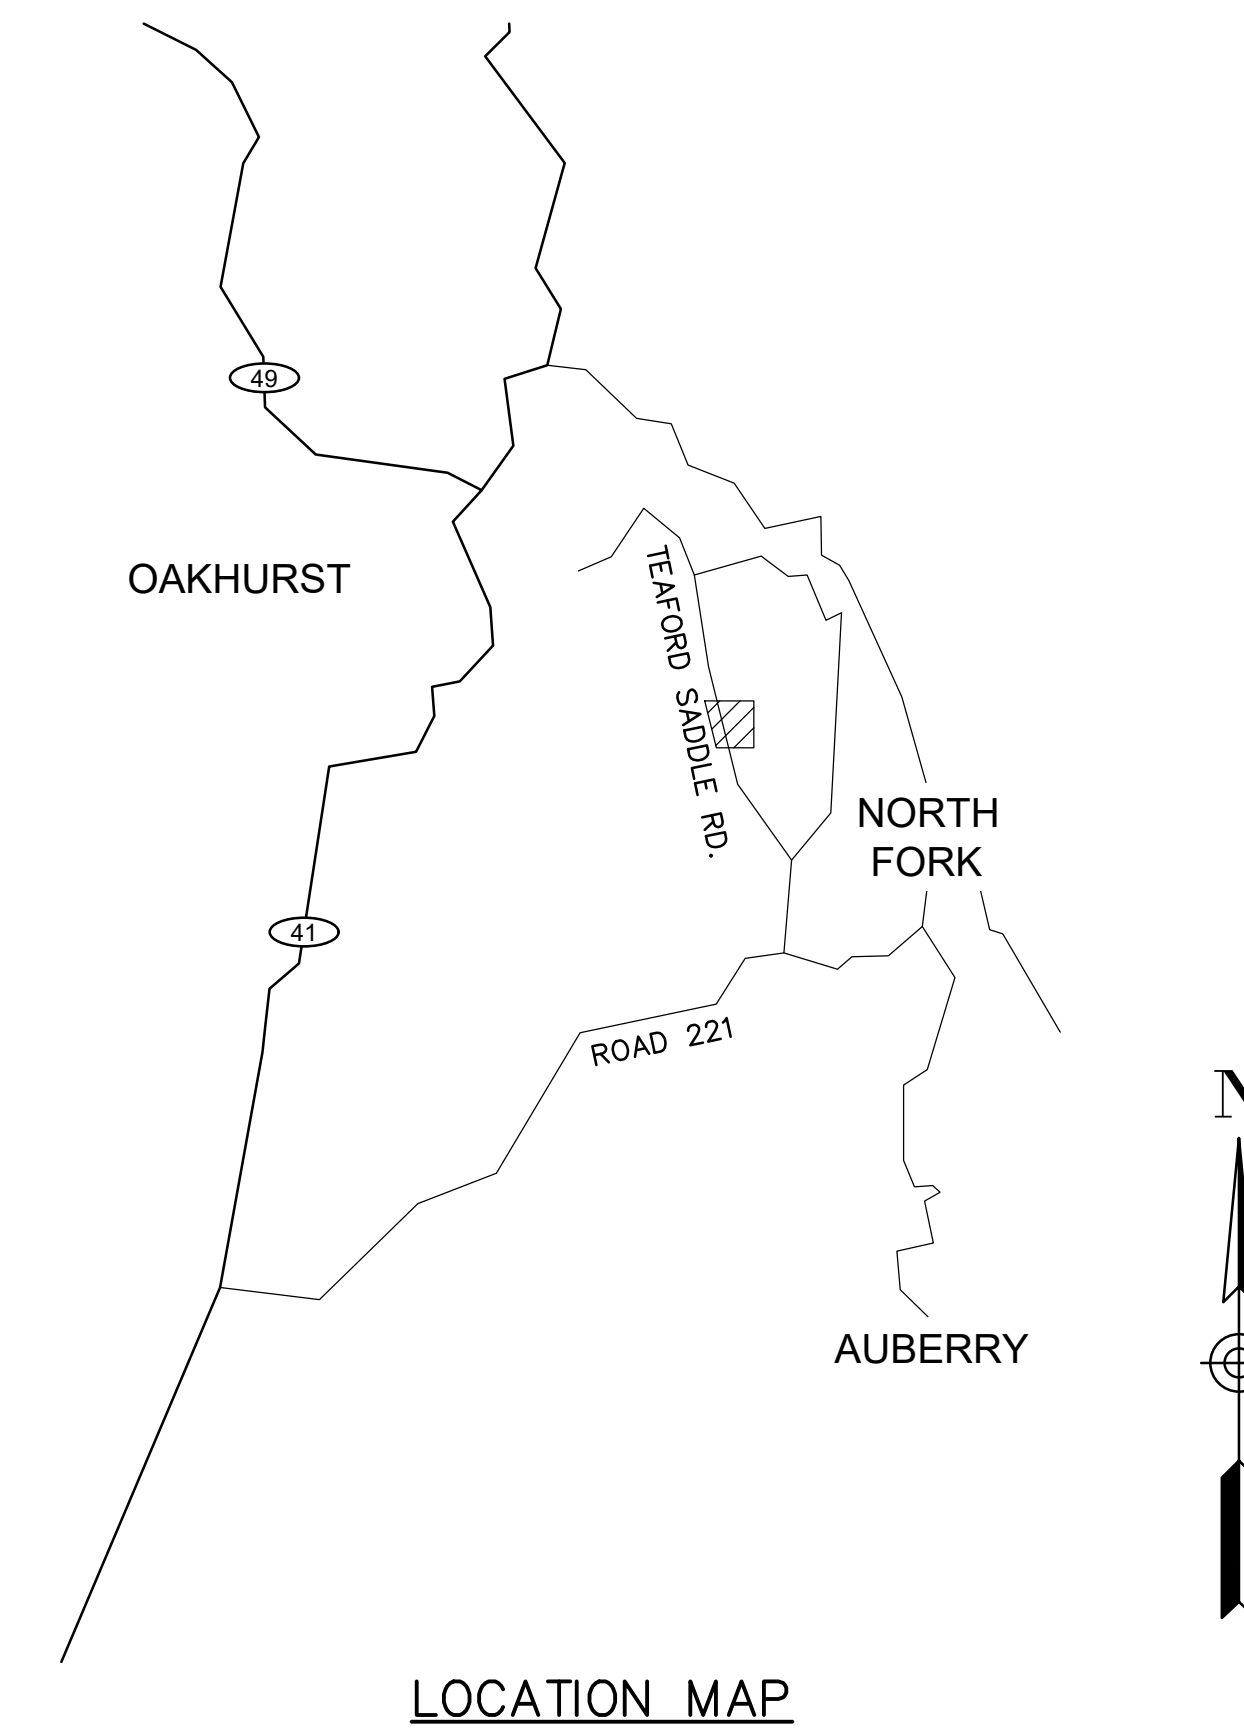 49
OAKHURST
TEAFORD SADDLE RD.
NORTH
FORK
41
ROAD 221
N
AUBERRY
LOCATION MAP